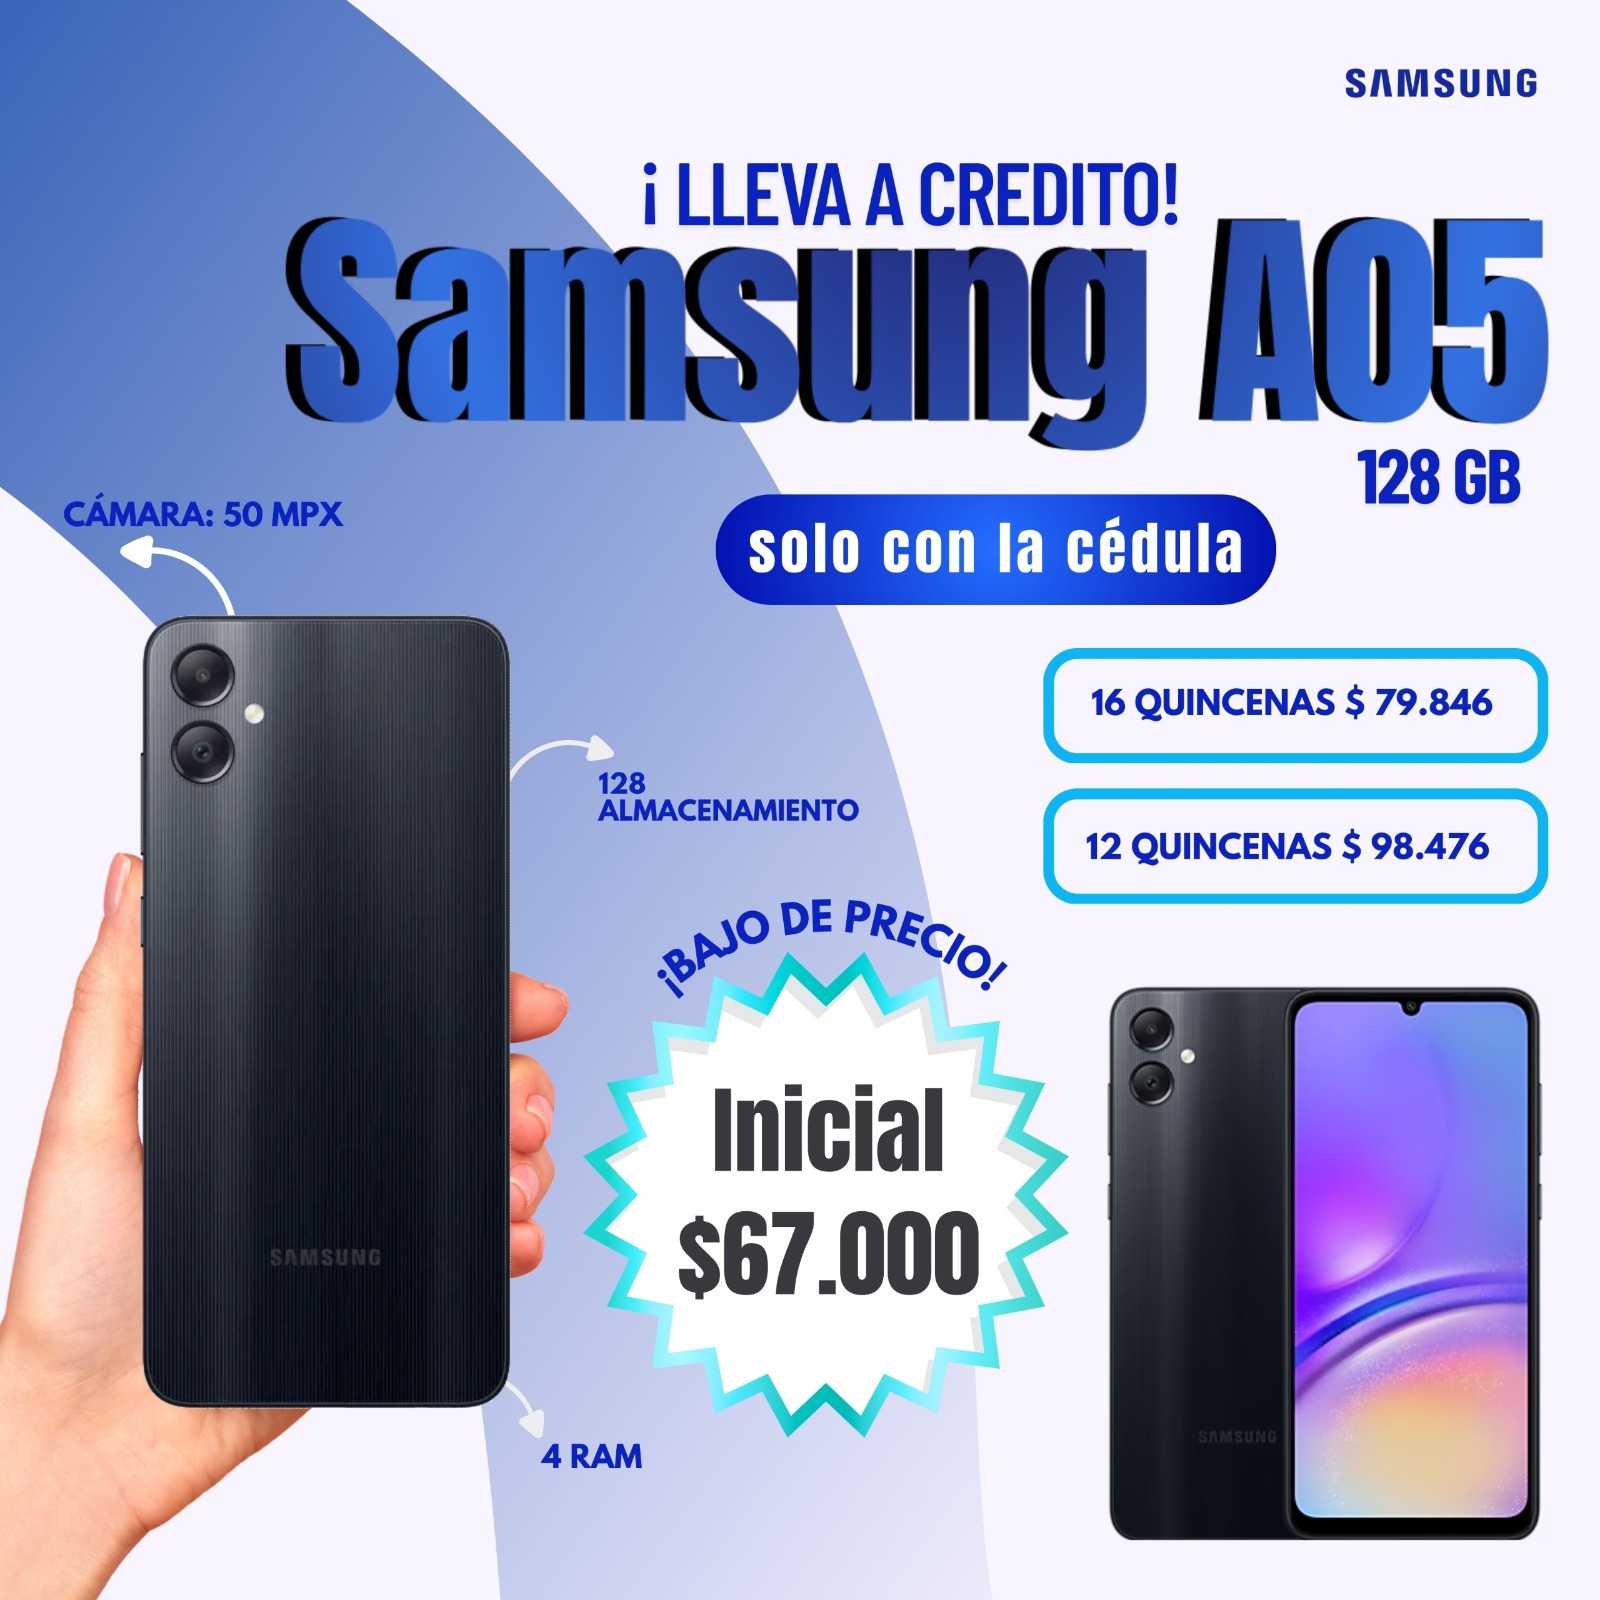 SAMSUNG
¡ LLEVA A CREDITO!
Samsung A05
128 GB
CÁMARA: 50 MPX
solo con la cédula
16 QUINCENAS $ 79.846
128
ALMACENAMIENTO
12 QUINCENAS $ 98.476
¡BAJO DE PRECIO!
Inicial
$67.000
SAMSUNG
SAMSUNG
4 RAM